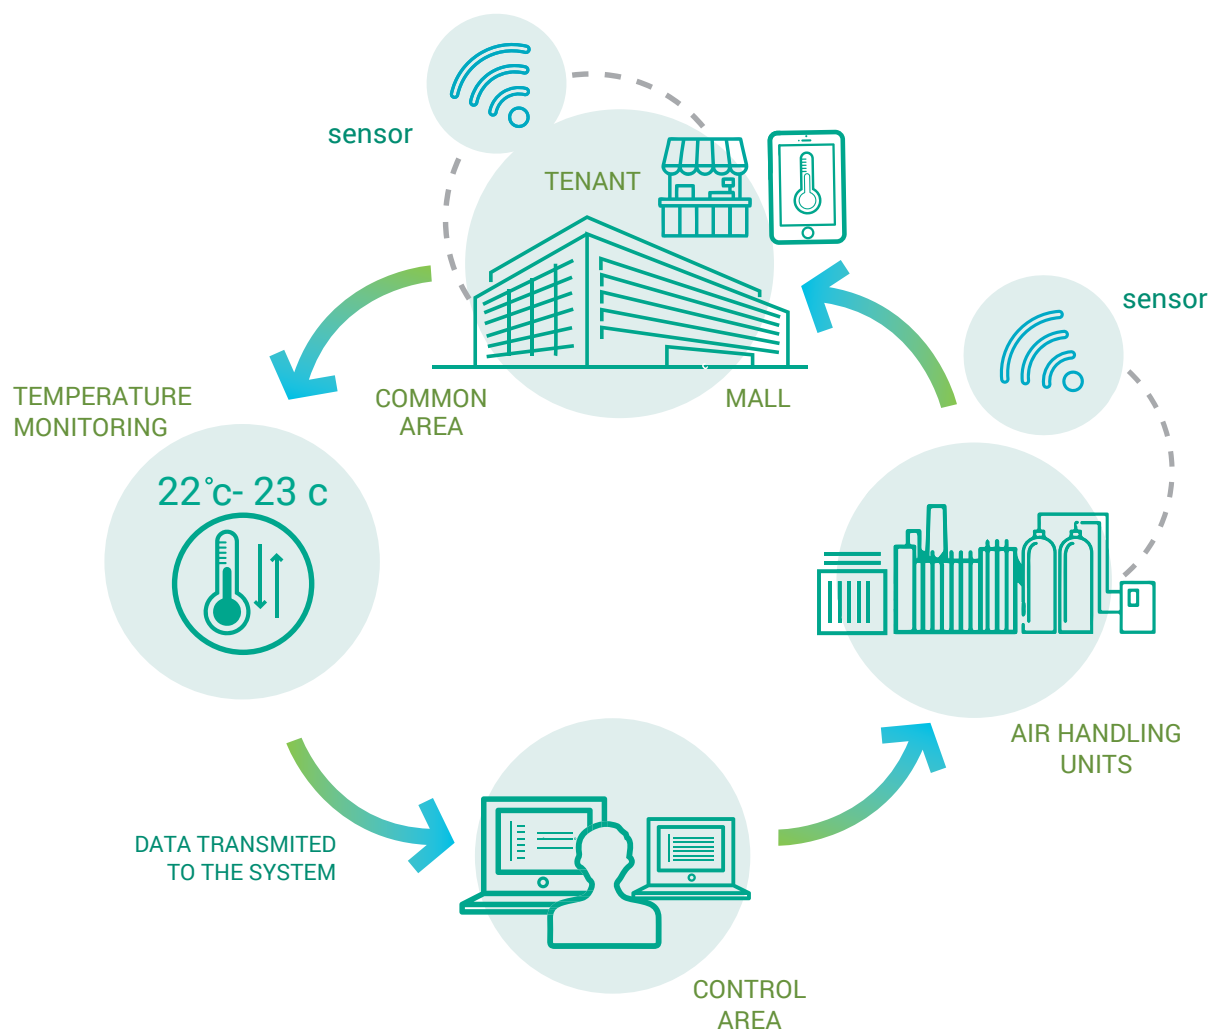 sensor
TENANT
sensor
TEMPERATURE
MONITORING
COMMON
AREA
MALL
22°c- 23 c
AIR HANDLING
UNITS
DATA TRANSMITED
TO THE SYSTEM
CONTROL
AREA